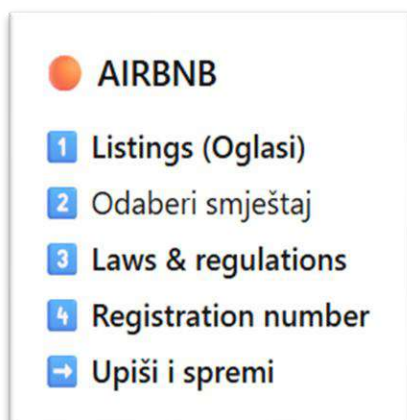 AIRBNB
1 Listings (Oglasi)
2 Odaberi smještaj
3 Laws & regulations
4 Registration number
➡ Upiši i spremi